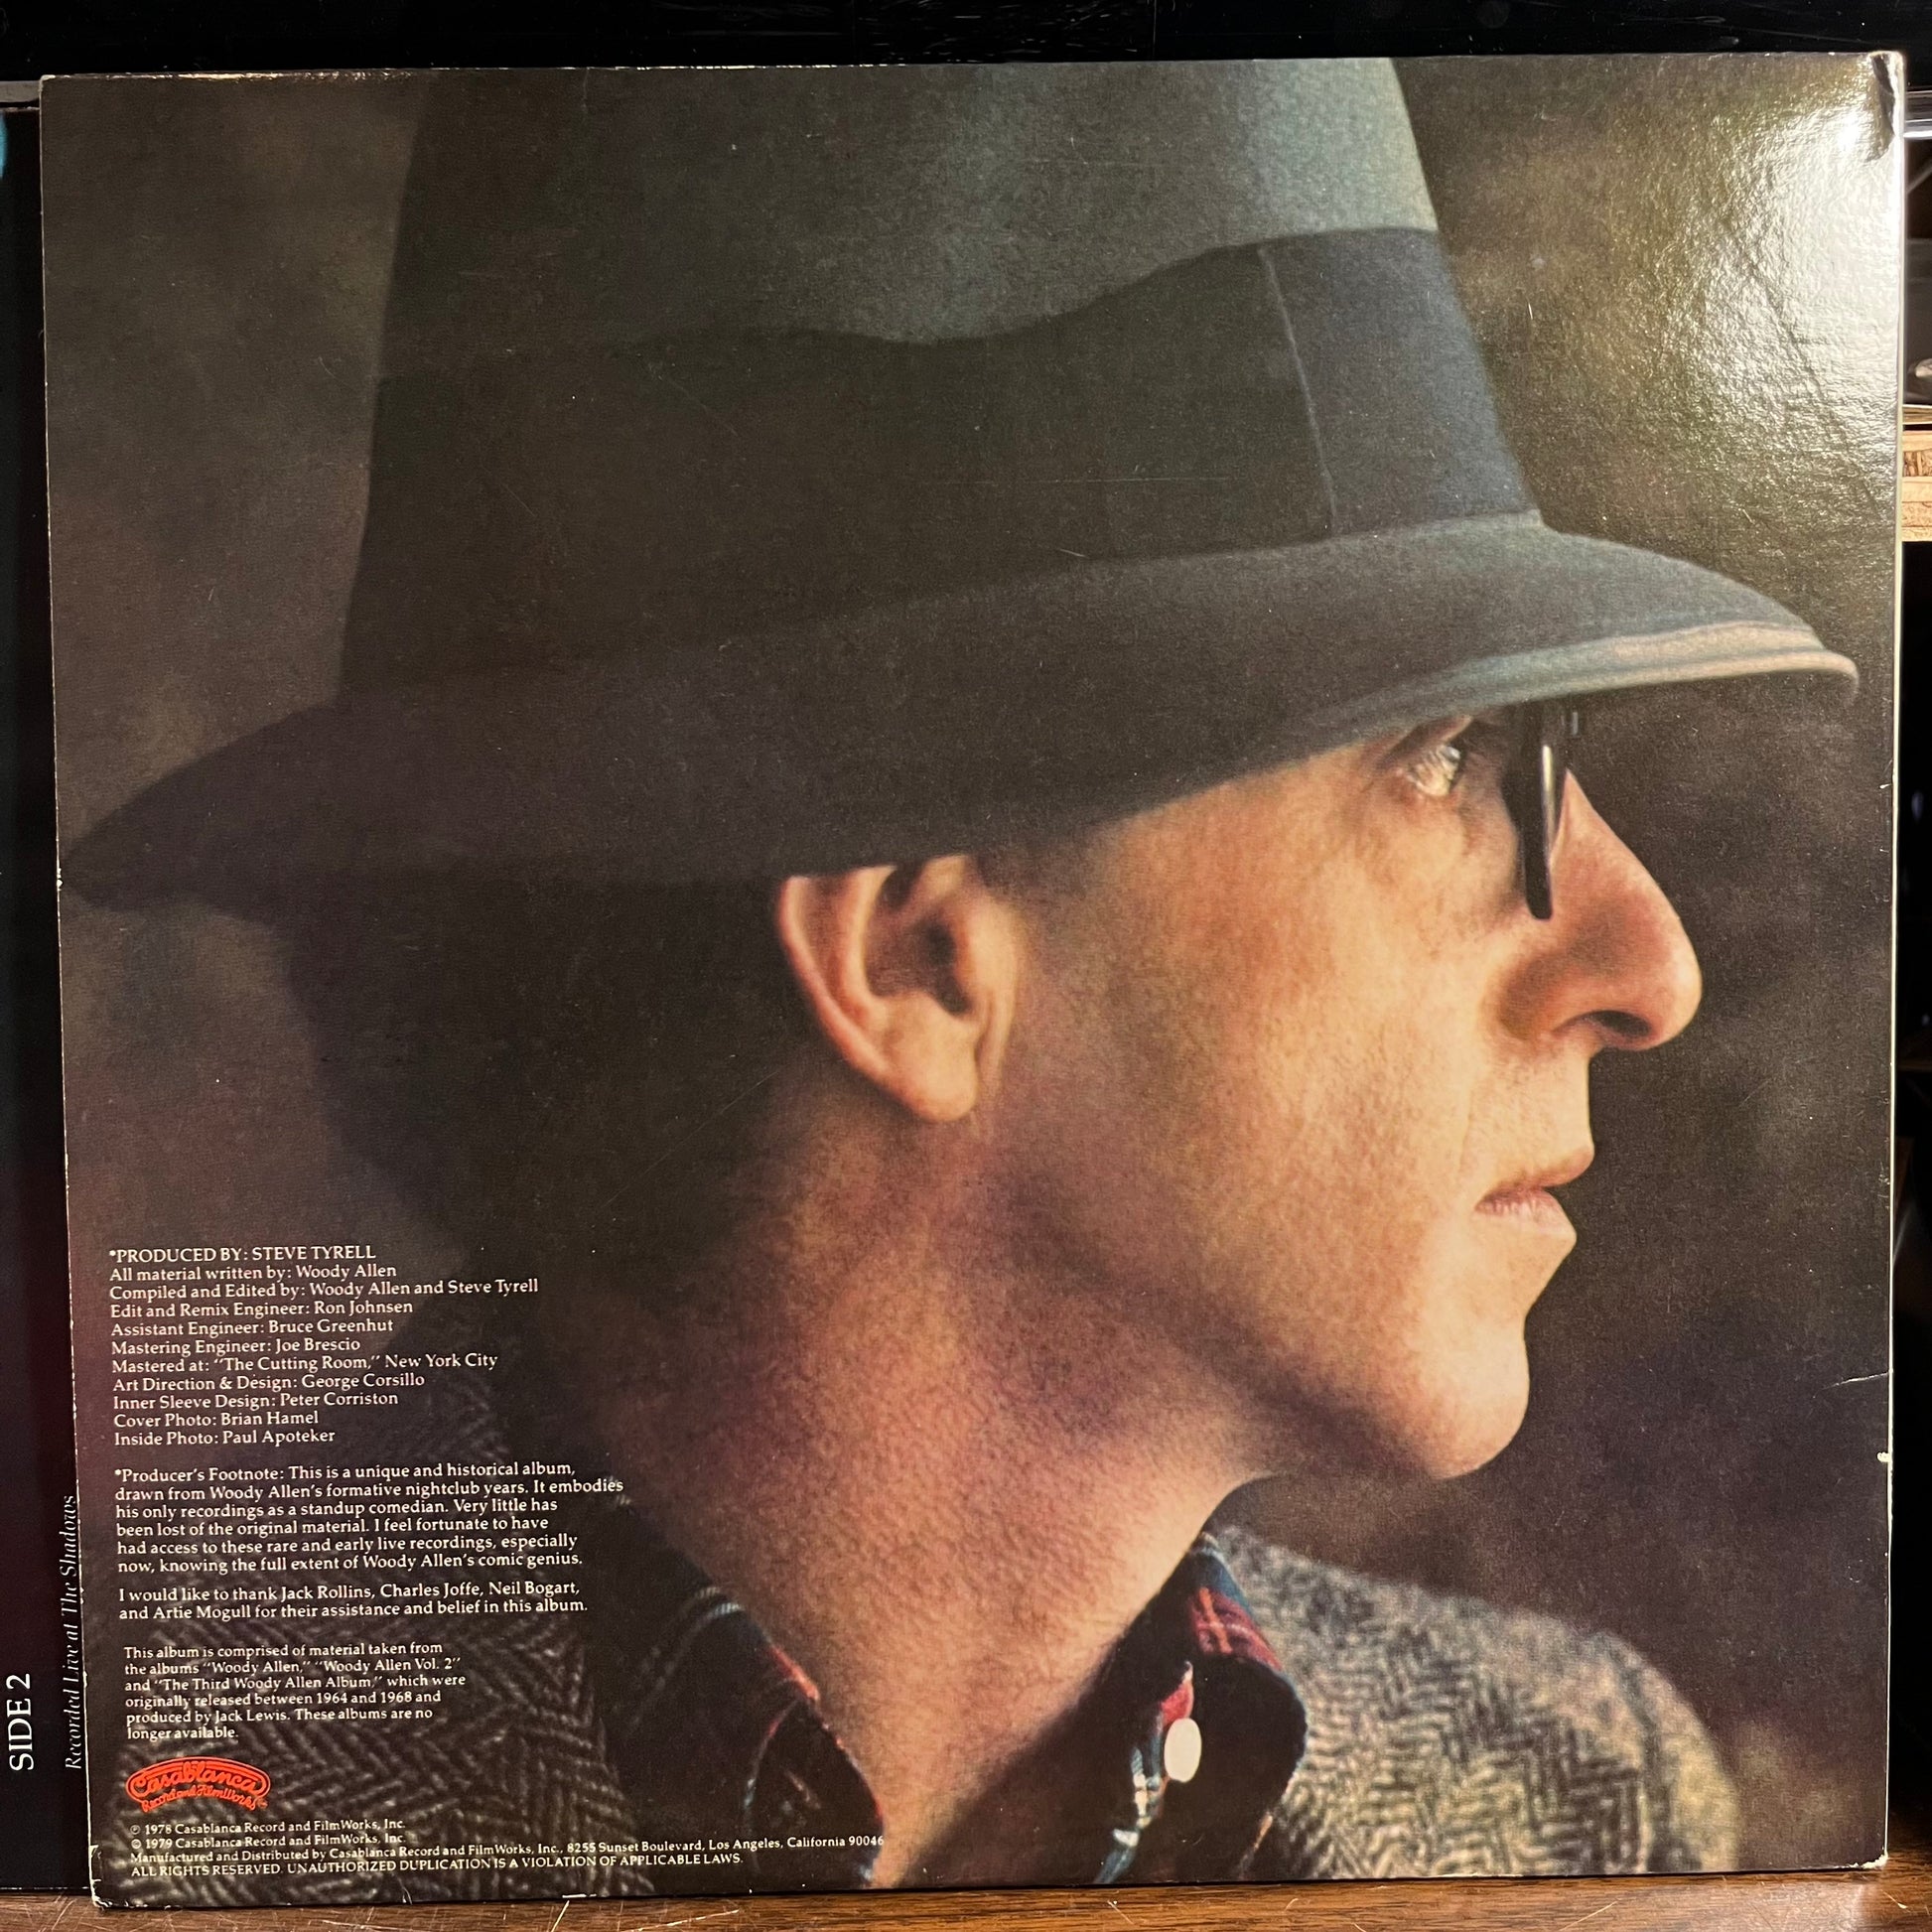 *PRODUCED BY: STEVE TYRELL
All material written by: Woody Allen
Compiled and Edited by: Woody Allen and Steve Tyrell
Edit and Remix Engineer: Ron Johnsen
Assistant Engineer: Bruce Greenhut
Mastering Engineer: Joe Brescio
Mastered at: “The Cutting Room,” New York City
Art Direction & Design: George Corsillo
Inner Sleeve Design: Peter Corriston
Cover Photo: Brian Hamel
Inside Photo: Paul Apoteker
*Producer's Footnote: This is a unique and historical album,
drawn from Woody Allen's formative nightclub years. It embodies
his only recordings as a standup comedian. Very little has
been lost of the original material. I feel fortunate to have
had access to these rare and early live recordings, especially
now, knowing the full extent of Woody Allen's comic genius.
I would like to thank Jack Rollins, Charles Joffe, Neil Bogart,
and Artie Mogull for their assistance and belief in this album.
This album is comprised of material taken from
the albums “Woody Allen,” “Woody Allen Vol. 2”
and “The Third Woody Allen Album,” which were
originally released between 1964 and 1968 and
produced by Jack Lewis. These albums are no
longer available.
Casablanca
Record and FilmWorks
℗ 1978 Casablanca Record and FilmWorks, Inc.
© 1979 Casablanca Record and FilmWorks, Inc.
Manufactured and Distributed by Casablanca Record and FilmWorks, Inc., 8255 Sunset Boulevard, Los Angeles, California 90046
ALL RIGHTS RESERVED. UNAUTHORIZED DUPLICATION IS A VIOLATION OF APPLICABLE LAWS.
SIDE 2
Recorded Live at The Shadows